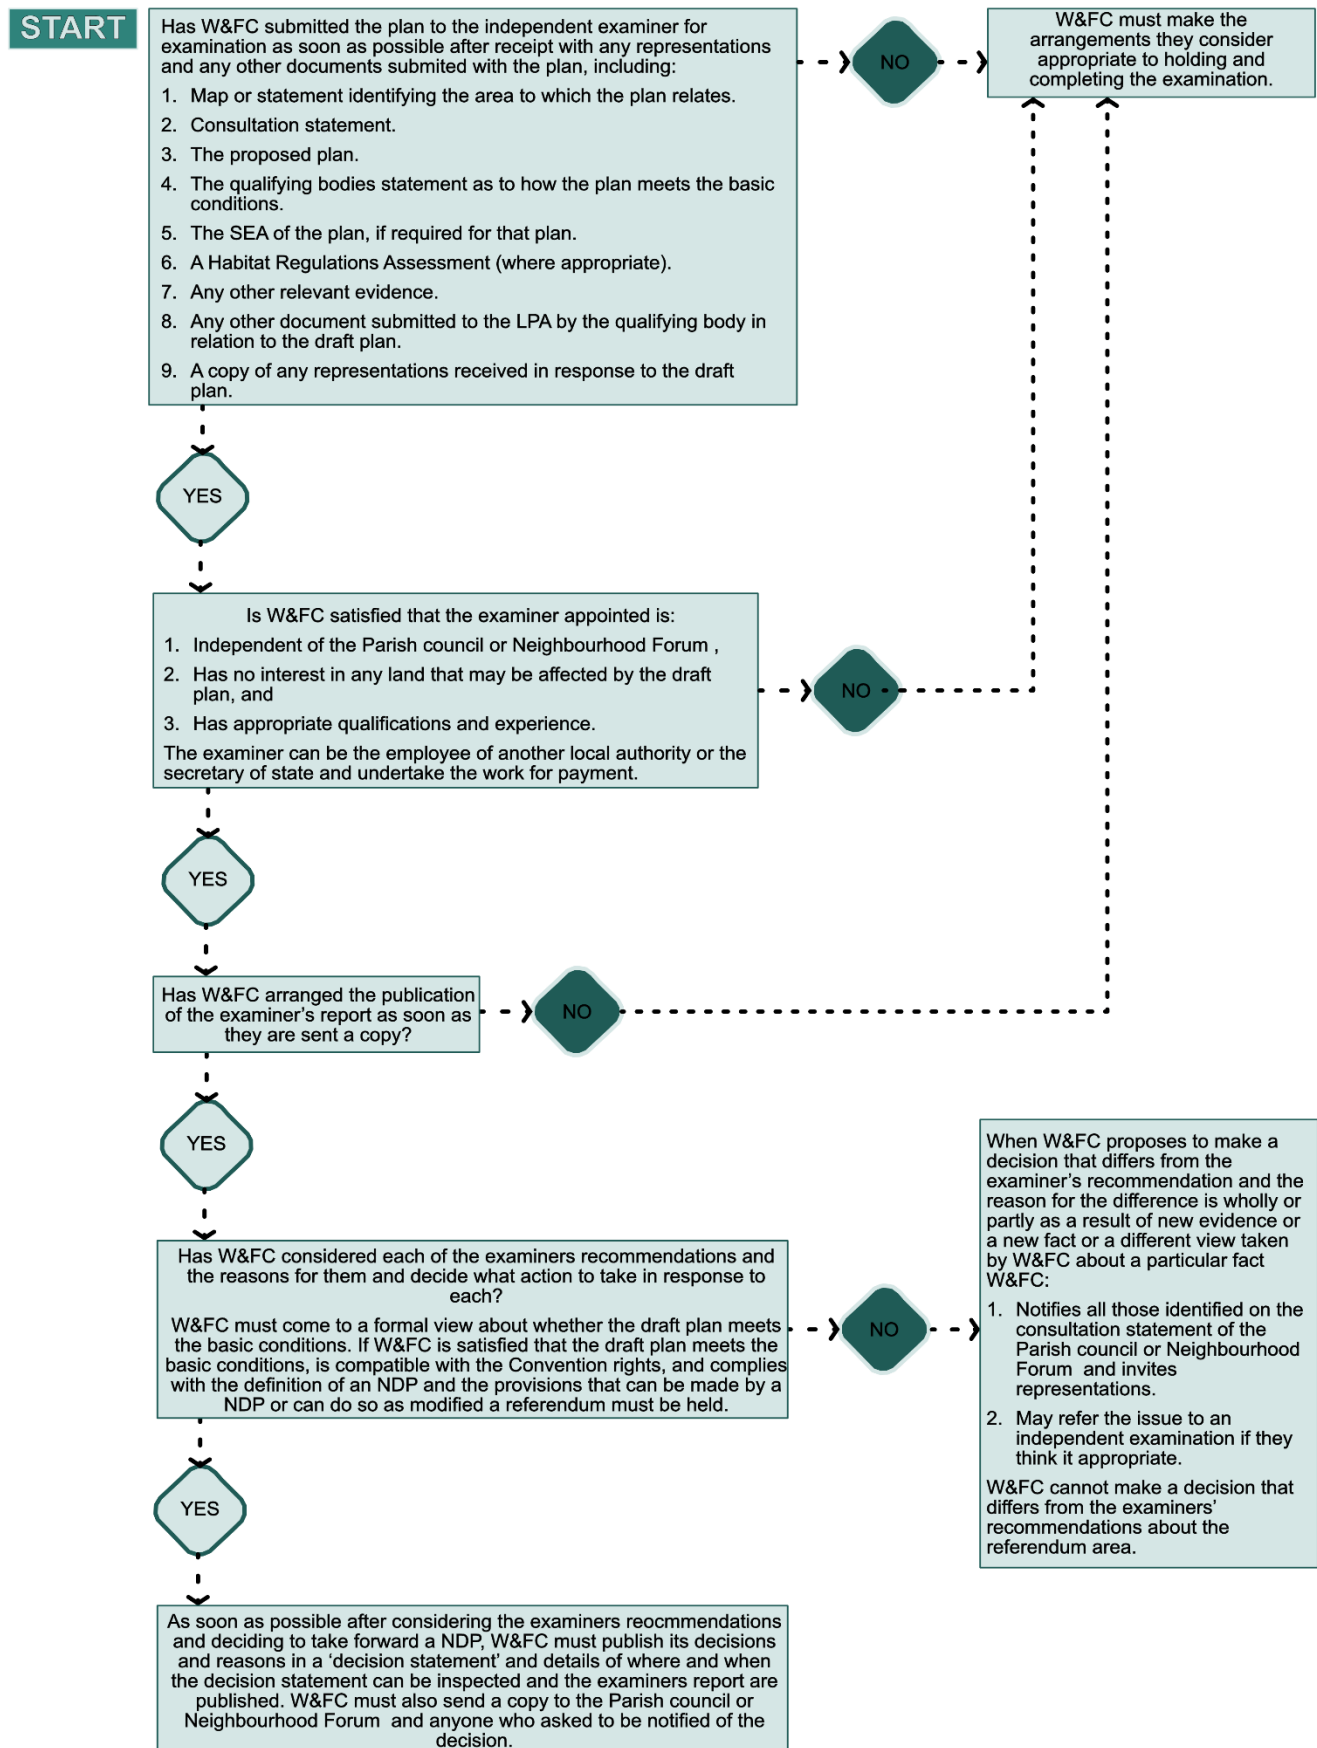 START
Has W&FC submitted the plan to the independent examiner for
examination as soon as possible after receipt with any representations
and any other documents submited with the plan, including:
1. Map or statement identifying the area to which the plan relates.
2. Consultation statement.
3. The proposed plan.
4. The qualifying bodies statement as to how the plan meets the basic
conditions.
5. The SEA of the plan, if required for that plan.
6. A Habitat Regulations Assessment (where appropriate).
7. Any other relevant evidence.
8. Any other document submitted to the LPA by the qualifying body in
relation to the draft plan.
9. A copy of any representations received in response to the draft
plan.
NO
W&FC must make the
arrangements they consider
appropriate to holding and
completing the examination.
YES
Is W&FC satisfied that the examiner appointed is:
1. Independent of the Parish council or Neighbourhood Forum ,
2. Has no interest in any land that may be affected by the draft
plan, and
3. Has appropriate qualifications and experience.
The examiner can be the employee of another local authority or the
secretary of state and undertake the work for payment.
NO
YES
Has W&FC arranged the publication
of the examiner's report as soon as
they are sent a copy?
NO
YES
Has W&FC considered each of the examiners recommendations and
the reasons for them and decide what action to take in response to
each?
W&FC must come to a formal view about whether the draft plan meets
the basic conditions. If W&FC is satisfied that the draft plan meets the
basic conditions, is compatible with the Convention rights, and complies
with the definition of an NDP and the provisions that can be made by a
NDP or can do so as modified a referendum must be held.
NO
When W&FC proposes to make a
decision that differs from the
examiner's recommendation and the
reason for the difference is wholly or
partly as a result of new evidence or
a new fact or a different view taken
by W&FC about a particular fact
W&FC:
1. Notifies all those identified on the
consultation statement of the
Parish council or Neighbourhood
Forum and invites
representations.
2. May refer the issue to an
independent examination if they
think it appropriate.
W&FC cannot make a decision that
differs from the examiners'
recommendations about the
referendum area.
YES
As soon as possible after considering the examiners reocmmendations
and deciding to take forward a NDP, W&FC must publish its decisions
and reasons in a 'decision statement' and details of where and when
the decision statement can be inspected and the examiners report are
published. W&FC must also send a copy to the Parish council or
Neighbourhood Forum and anyone who asked to be notified of the
decision.